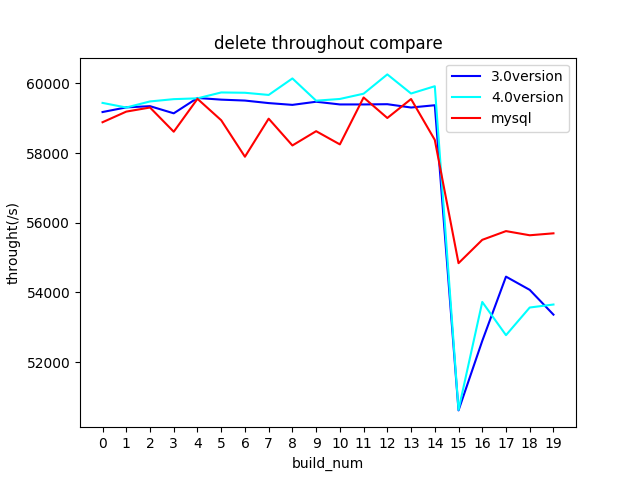 delete throughout compare
3.0version
4.0version
mysql
throught(/s)
60000
58000
56000
54000
52000
0 1 2 3 4 5 6 7 8 9 10 11 12 13 14 15 16 17 18 19
build_num